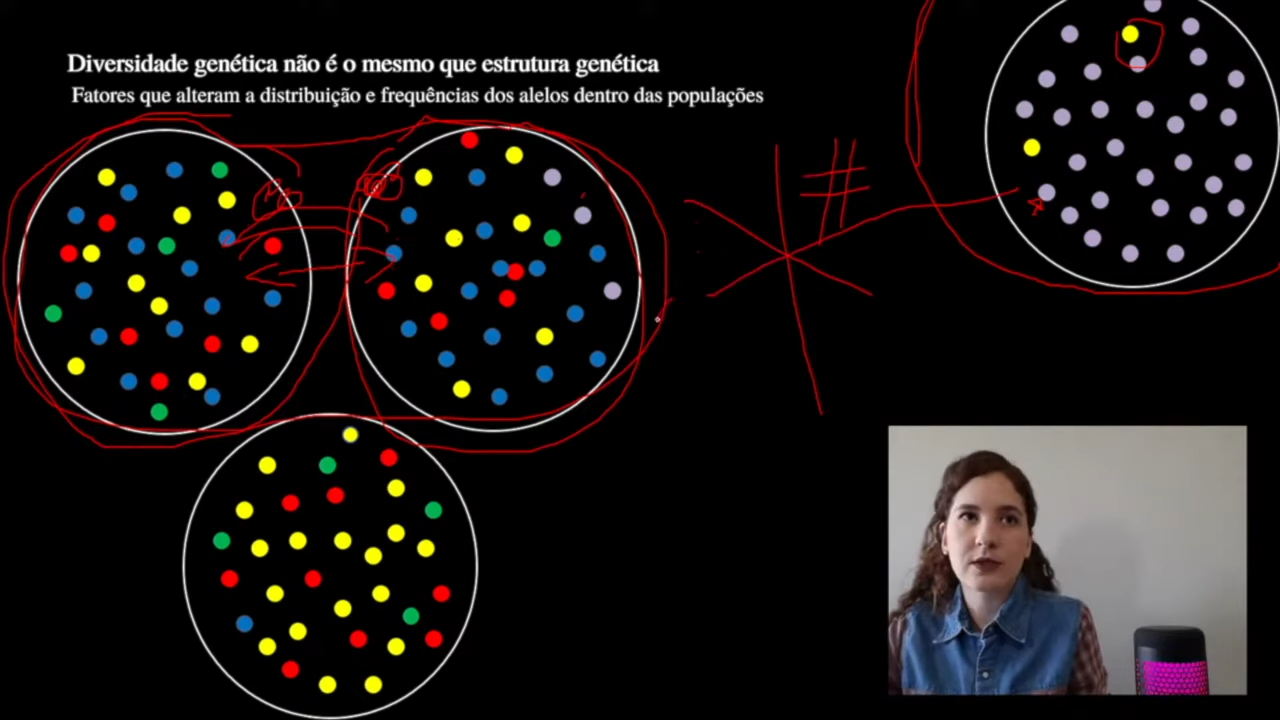 Diversidade genética não é o mesmo que estrutura genética
Fatores que alteram a distribuição e frequências dos alelos dentro das populações